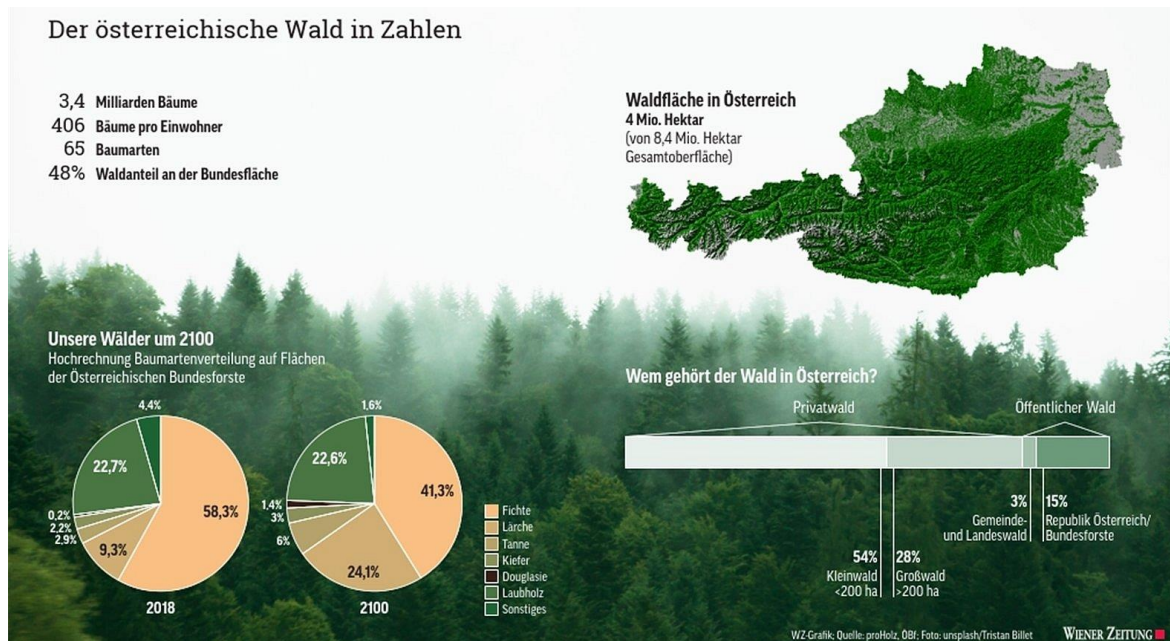 Der österreichische Wald in Zahlen
3,4 Milliarden Bäume
406 Bäume pro Einwohner
65 Baumarten
48% Waldanteil an der Bundesfläche
Waldfläche in Österreich
4 Mio. Hektar
(von 8,4 Mio. Hektar
Gesamtoberfläche)
Unsere Wälder um 2100
Hochrechnung Baumartenverteilung auf Flächen
der Österreichischen Bundesforste
4,4%
22,7%
58,3%
0,2%
2,2%
2,9%
9,3%
2018
1,6%
22,6%
41,3%
1,4%
3%
6%
24,1%
2100
Fichte
Lärche
Tanne
Kiefer
Douglasie
Laubholz
Sonstiges
Wem gehört der Wald in Österreich?
Privatwald
Öffentlicher Wald
54%
Kleinwald
<200 ha
28%
Großwald
>200 ha
3%
Gemeinde-
und Landeswald
15%
Republik Österreich/
Bundesforste
WZ-Grafik; Quelle: proHolz, ÖBf; Foto: unsplash/Tristan Billet
WIENER ZEITUNG